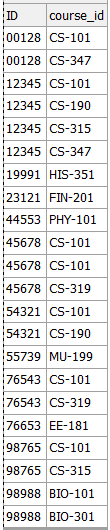 ID course_id
00128 CS-101
00128 CS-347
12345 CS-101
12345 CS-190
12345 CS-315
12345 CS-347
19991 HIS-351
23121 FIN-201
44553 PHY-101
45678 CS-101
45678 CS-101
45678 CS-319
54321 CS-101
54321 CS-190
55739 MU-199
76543 CS-101
76543 CS-319
76653 EE-181
98765 CS-101
98765 CS-315
98988 BIO-101
98988 BIO-301